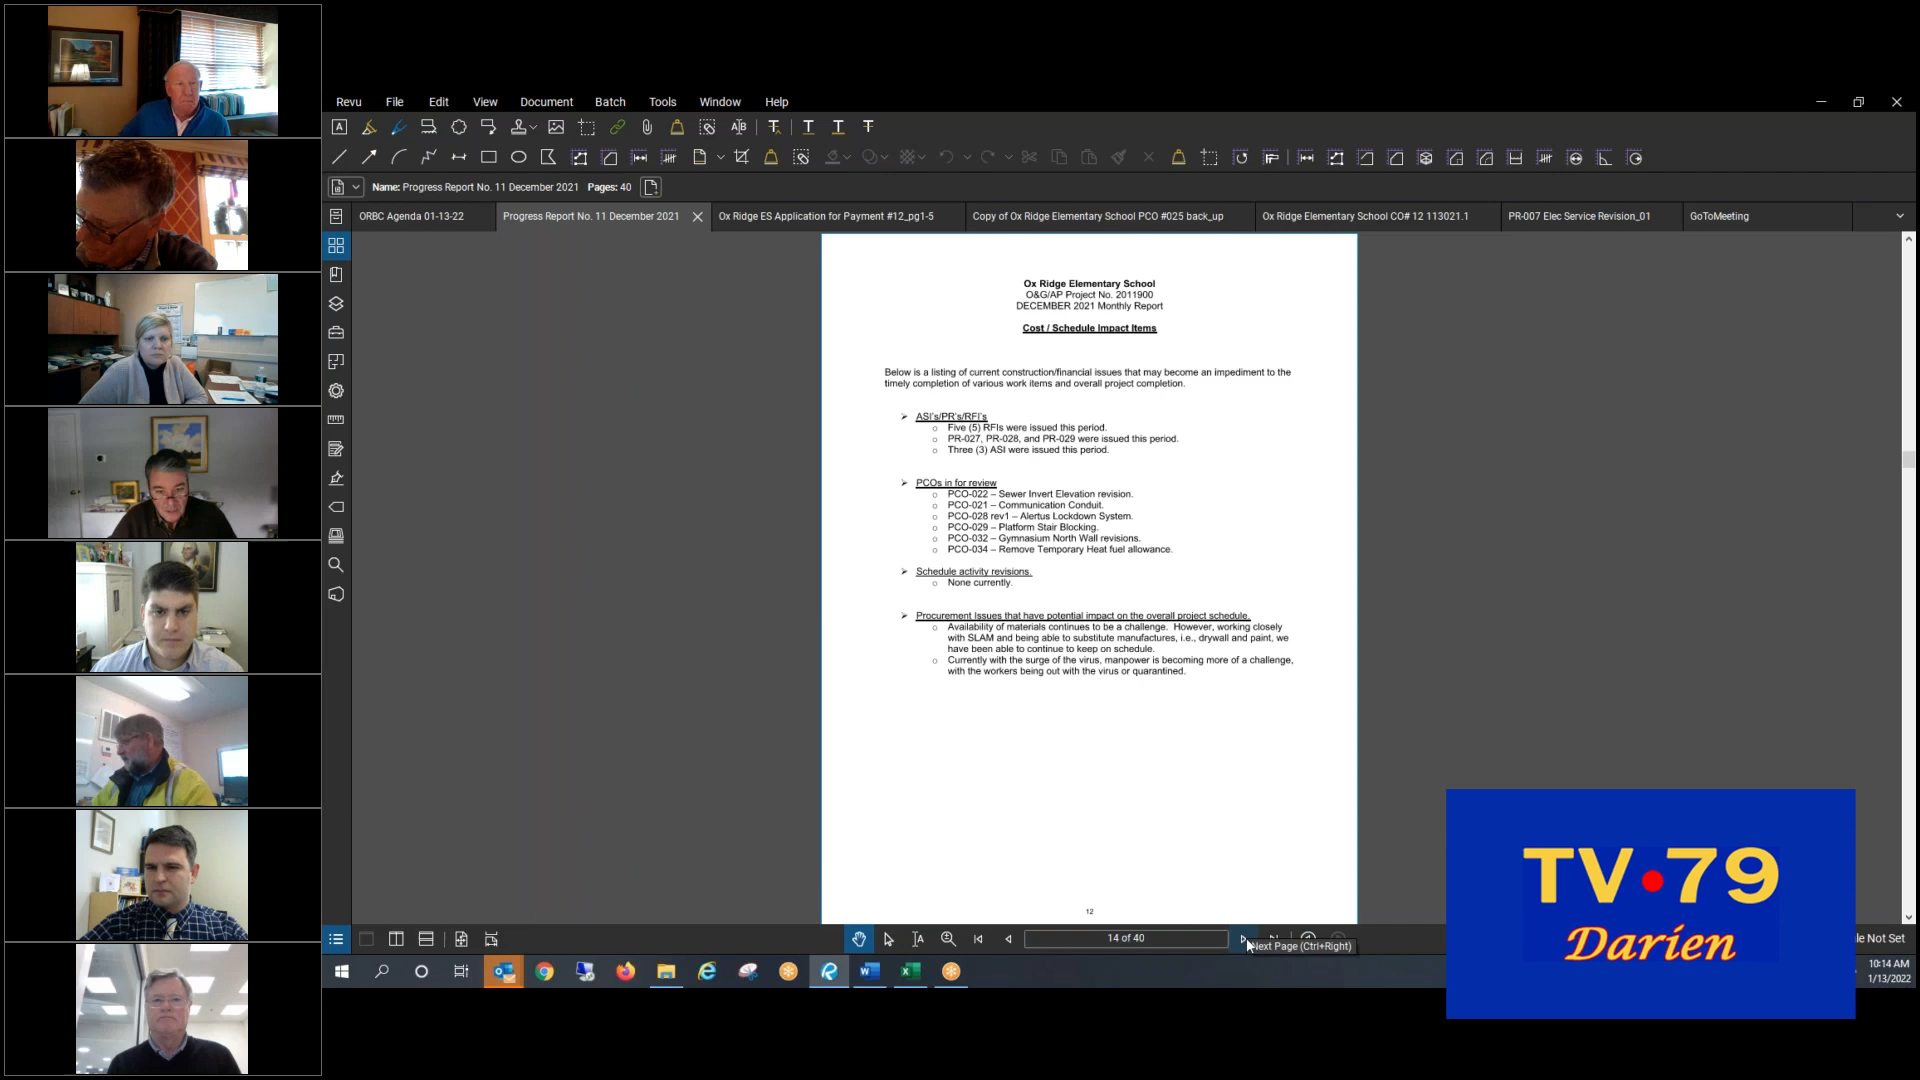 Revu File Edit View Document Batch Tools Window Help
Name: Progress Report No. 11 December 2021 Pages: 40
ORBC Agenda 01-13-22
Progress Report No. 11 December 2021
Ox Ridge ES Application for Payment #12_pg1-5
Copy of Ox Ridge Elementary School PCO #025 back_up
Ox Ridge Elementary School CO# 12 113021.1
PR-007 Elec Service Revision_01
GoToMeeting
Ox Ridge Elementary School
O&G/AP Project No. 2011900
DECEMBER 2021 Monthly Report
Cost / Schedule Impact Items
Below is a listing of current construction/financial issues that may become an impediment to the
timely completion of various work items and overall project completion.
➢ ASI's/PR's/RFI's
o Five (5) RFIs were issued this period.
o PR-027, PR-028, and PR-029 were issued this period.
o Three (3) ASI were issued this period.
➢ PCOs in for review
o PCO-022 – Sewer Invert Elevation revision.
o PCO-021 – Communication Conduit.
o PCO-028 rev1 – Alertus Lockdown System.
o PCO-029 – Platform Stair Blocking.
o PCO-032 – Gymnasium North Wall revisions.
o PCO-034 – Remove Temporary Heat fuel allowance.
➢ Schedule activity revisions.
o None currently.
➢ Procurement Issues that have potential impact on the overall project schedule.
o Availability of materials continues to be a challenge. However, working closely
with SLAM and being able to substitute manufactures, i.e., drywall and paint, we
have been able to continue to keep on schedule.
o Currently with the surge of the virus, manpower is becoming more of a challenge,
with the workers being out with the virus or quarantined.
12
14 of 40
Next Page (Ctrl+Right)
le Not Set
10:14 AM
1/13/2022
TV•79
Darien